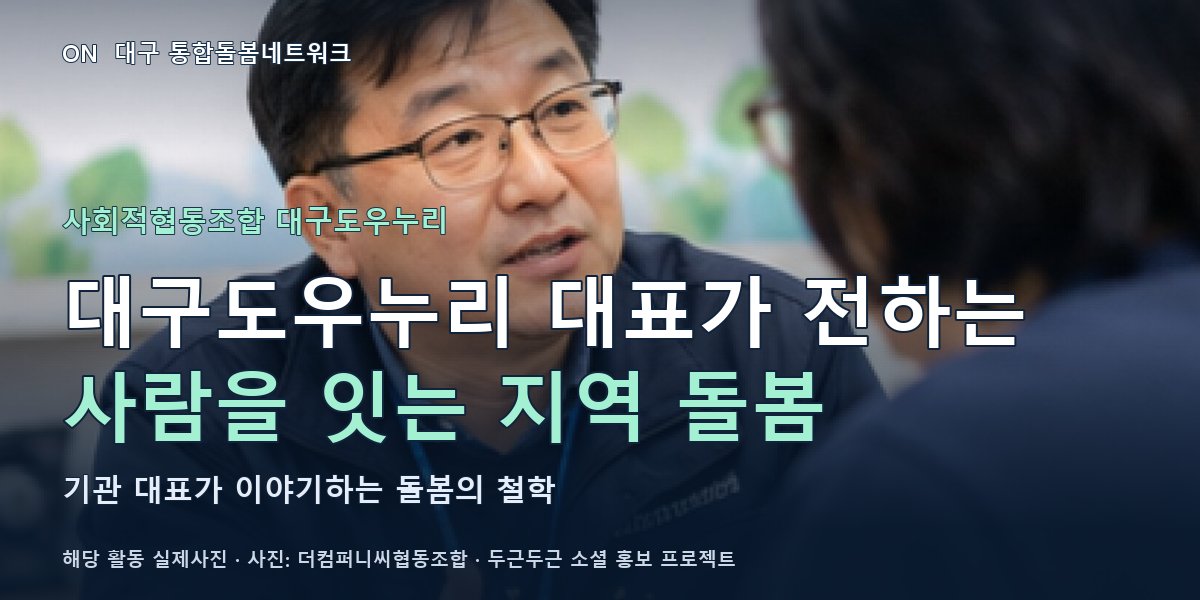 ON 대구 통합돌봄네트워크
사회적협동조합 대구도우누리
대구도우누리 대표가 전하는
사람을 잇는 지역 돌봄
기관 대표가 이야기하는 돌봄의 철학
해당 활동 실제사진 · 사진: 더컴퍼니씨협동조합 · 두근두근 소셜 홍보 프로젝트